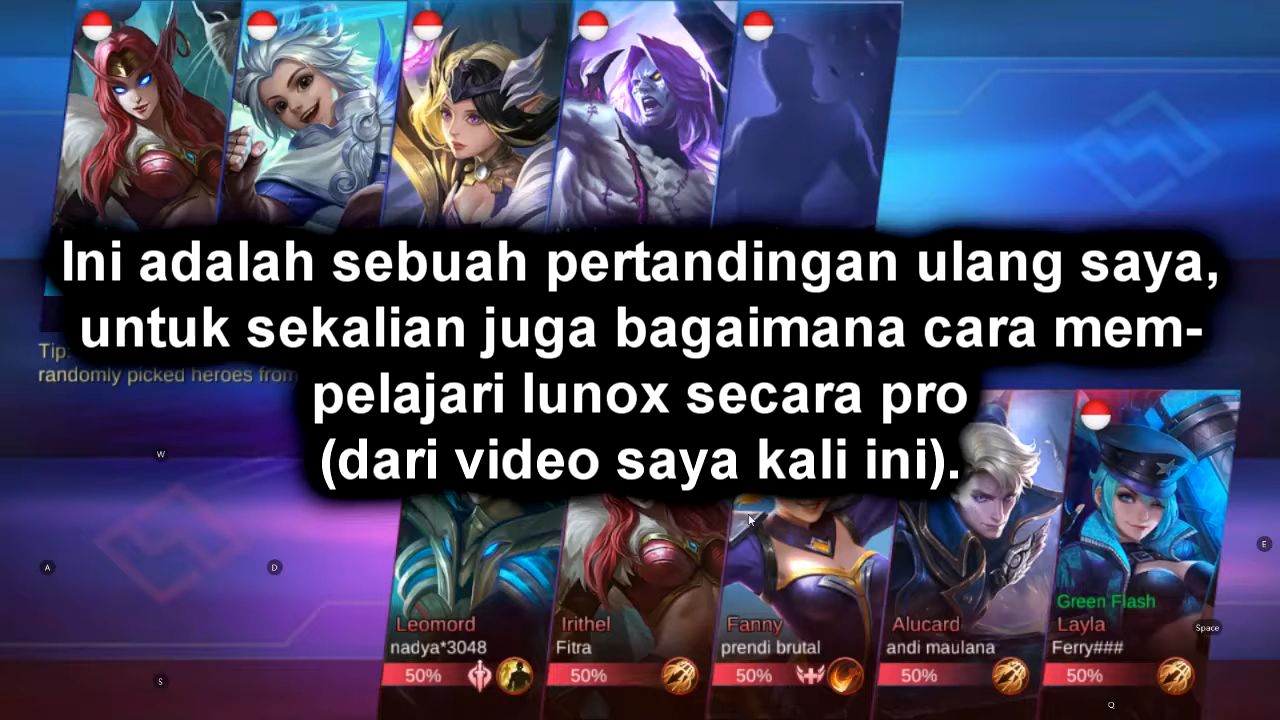 Ini adalah sebuah pertandingan ulang saya,
untuk sekalian juga bagaimana cara mem-
pelajari lunox secara pro
(dari video saya kali ini).
Tip:
randomly picked heroes from
W
A
D
S
E
Space
Q
Green Flash
Leomord
Irithel
Fanny
Alucard
Layla
nadya*3048
Fitra
prendi brutal
andi maulana
Ferry###
50%
50%
50%
50%
50%